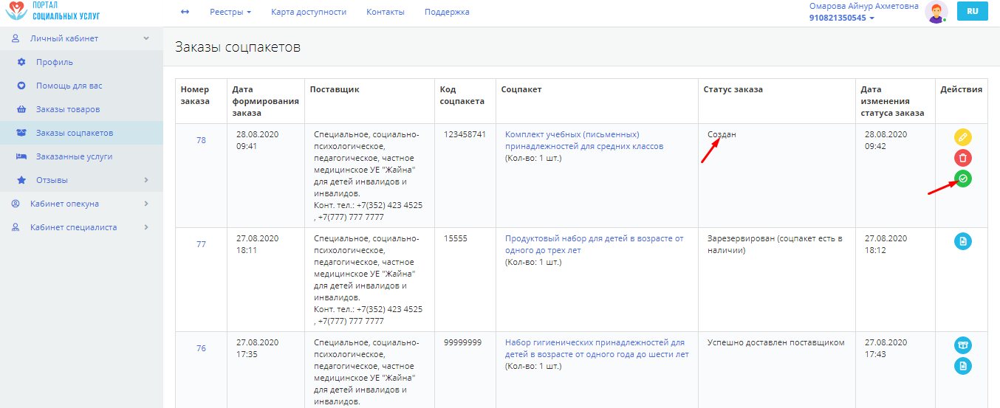 ПОРТАЛ
СОЦИАЛЬНЫХ УСЛУГ
Реестры
Карта доступности
Контакты
Поддержка
Омарова Айнур Ахметовна
910821350545
RU
Личный кабинет
Профиль
Помощь для вас
Заказы товаров
Заказы соцпакетов
Заказанные услуги
Отзывы
Кабинет опекуна
Кабинет специалиста
Заказы соцпакетов
Номер
заказа
Дата
формирования
заказа
Поставщик
Код
соцпакета
Соцпакет
Статус заказа
Дата
изменения
статуса заказа
Действия
78
28.08.2020
09:41
Специальное, социально-
психологическое,
педагогическое, частное
медицинское УЕ "Жайна"
для детей инвалидов и
инвалидов.
Конт. тел.: +7(352) 423 4525
, +7(777) 777 7777
123458741
Комплект учебных (письменных)
принадлежностей для средних классов
(Кол-во: 1 шт.)
Создан
28.08.2020
09:42
77
27.08.2020
18:11
Специальное, социально-
психологическое,
педагогическое, частное
медицинское УЕ "Жайна"
для детей инвалидов и
инвалидов.
Конт. тел.: +7(352) 423 4525
, +7(777) 777 7777
15555
Продуктовый набор для детей в возрасте от
одного до трех лет
(Кол-во: 1 шт.)
Зарезервирован (соцпакет есть в
наличии)
27.08.2020
18:12
76
27.08.2020
17:35
Специальное, социально-
психологическое,
педагогическое, частное
медицинское УЕ "Жайна"
для детей инвалидов и
инвалидов.
99999999
Набор гигиенических принадлежностей для
детей в возрасте от одного года до шести лет
(Кол-во: 1 шт.)
Успешно доставлен поставщиком
27.08.2020
17:43